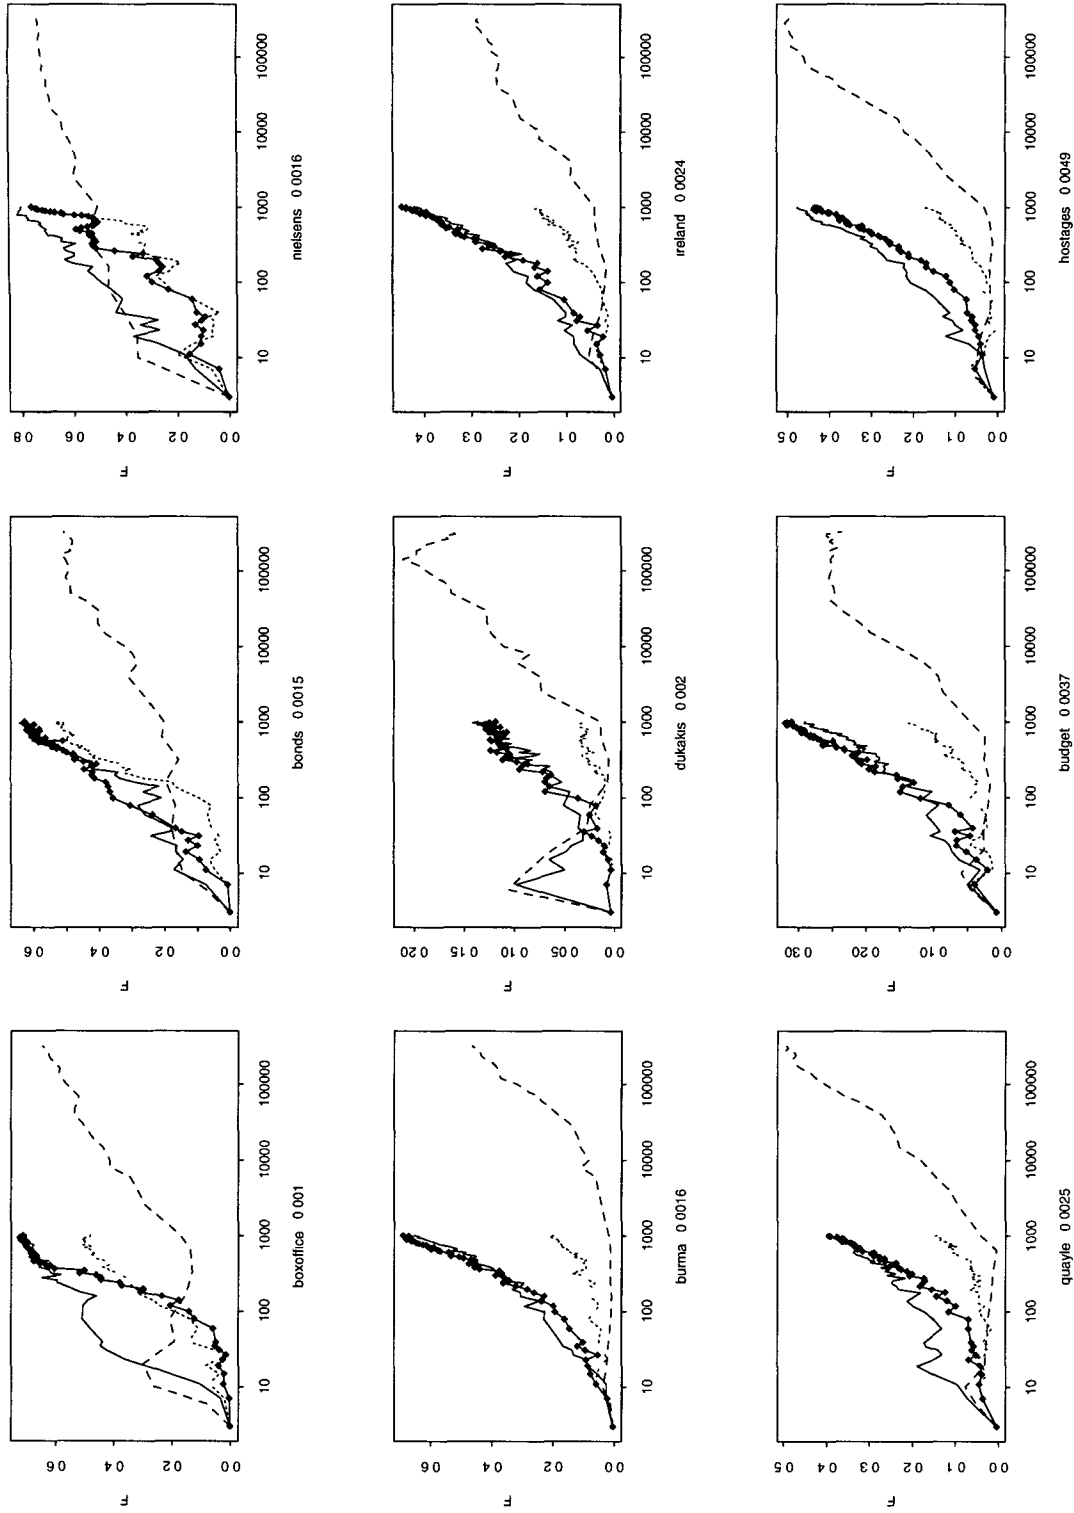 F
0 6
0 4
0 2
0 0
10 100 1000 10000 100000
boxoffice 0 001
F
0 6
0 4
0 2
0 0
10 100 1000 10000 100000
bonds 0 0015
F
0 8
0 6
0 4
0 2
0 0
10 100 1000 10000 100000
nielsens 0 0016
F
0 6
0 4
0 2
0 0
10 100 1000 10000 100000
burma 0 0016
F
0 20
0 15
0 10
0 05
0 0
10 100 1000 10000 100000
dukakis 0 002
F
0 4
0 3
0 2
0 1
0 0
10 100 1000 10000 100000
ireland 0 0024
F
0 5
0 4
0 3
0 2
0 1
0 0
10 100 1000 10000 100000
quayle 0 0025
F
0 30
0 20
0 10
0 0
10 100 1000 10000 100000
budget 0 0037
F
0 5
0 4
0 3
0 2
0 1
0 0
10 100 1000 10000 100000
hostages 0 0049